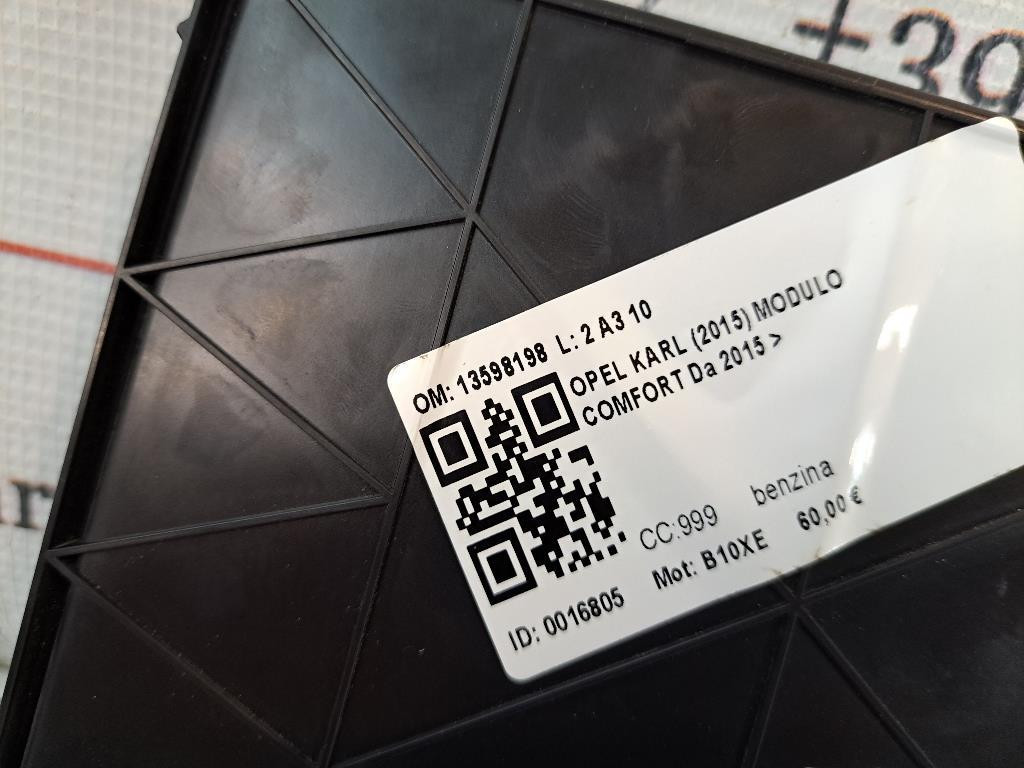 +39
OM: 13598198 L: 2 A3 10
OPEL KARL (2015) MODULO
COMFORT Da 2015 >
CC:999 benzina
Mot: B10XE 60,00 €
ID: 0016805